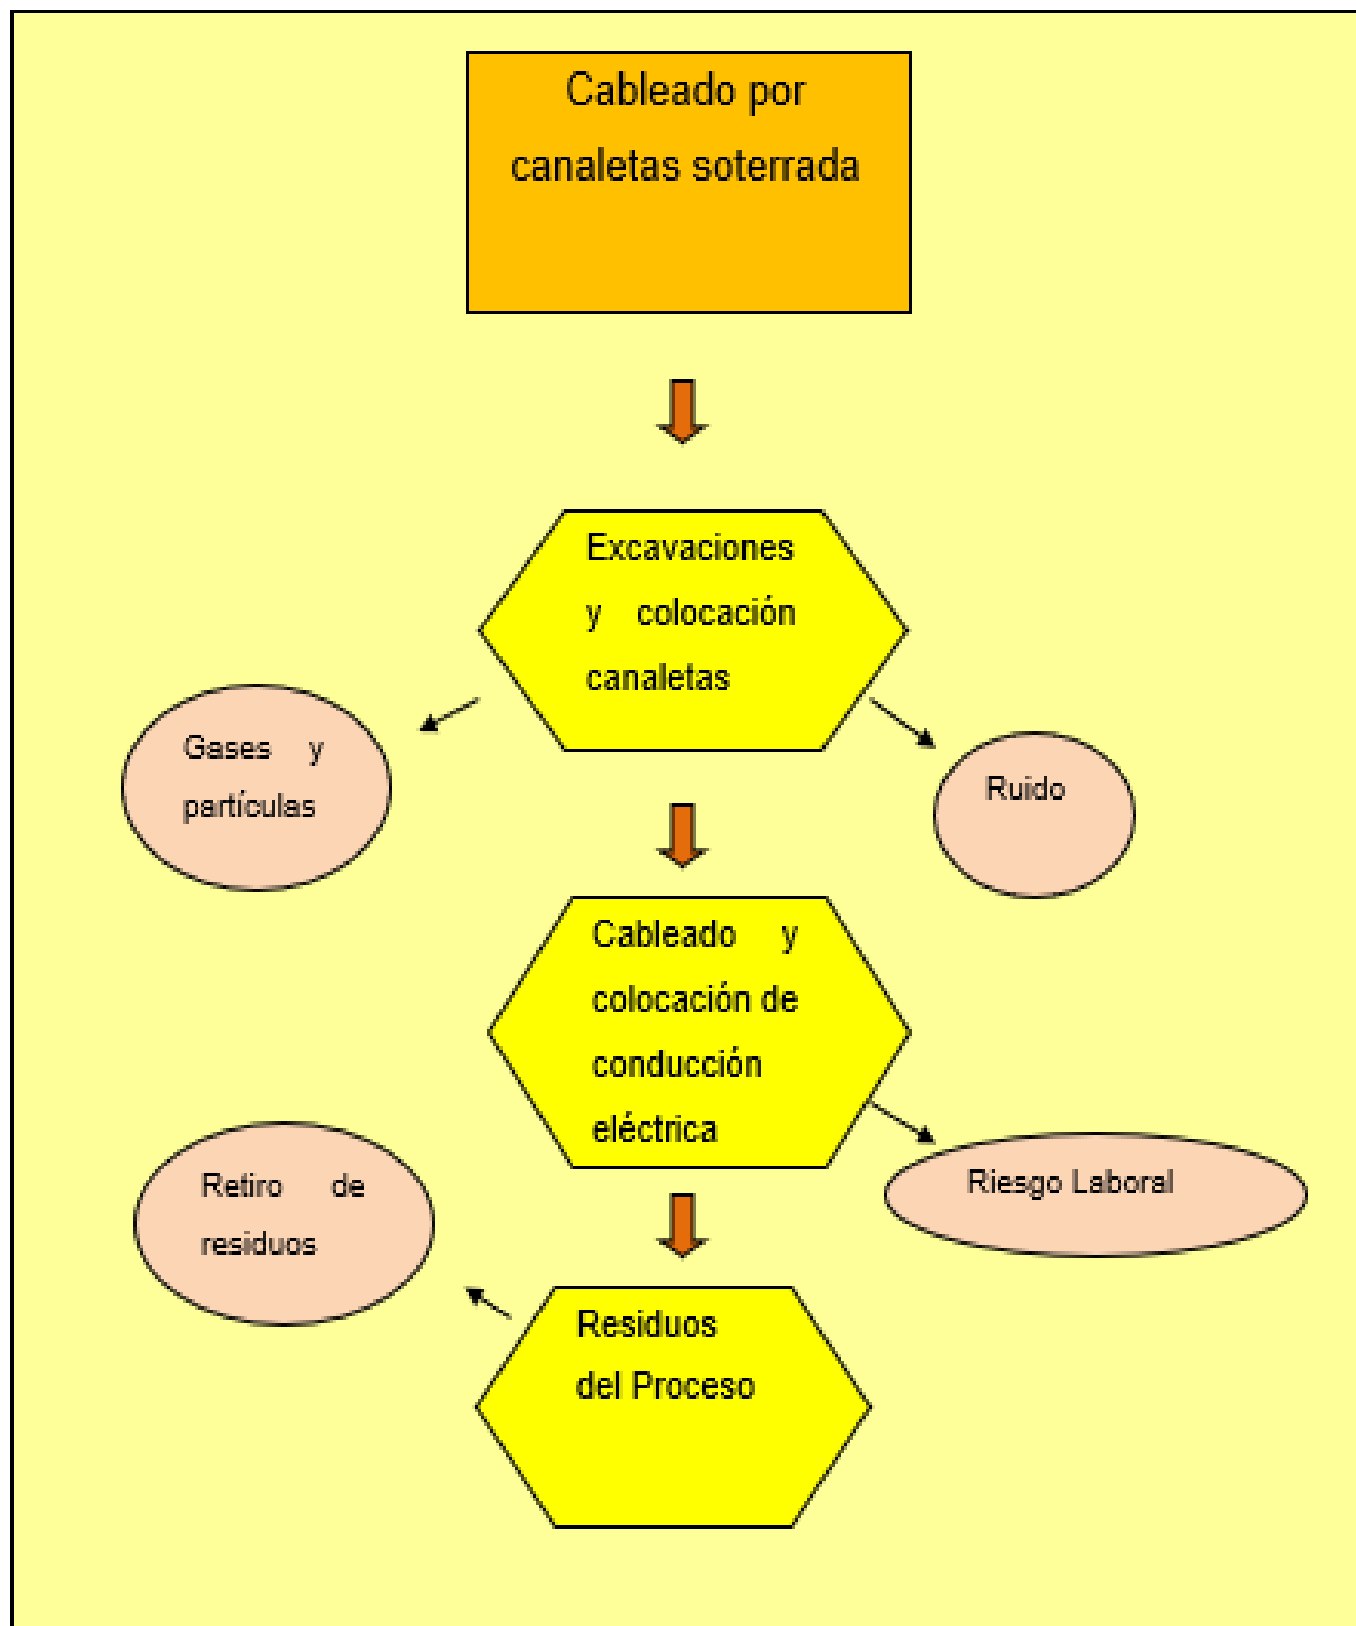 Cableado por
canaletas soterrada
Excavaciones
y colocación
canaletas
Gases y
partículas
Ruido
Cableado y
colocación de
conducción
eléctrica
Riesgo Laboral
Retiro de
residuos
Residuos
del Proceso